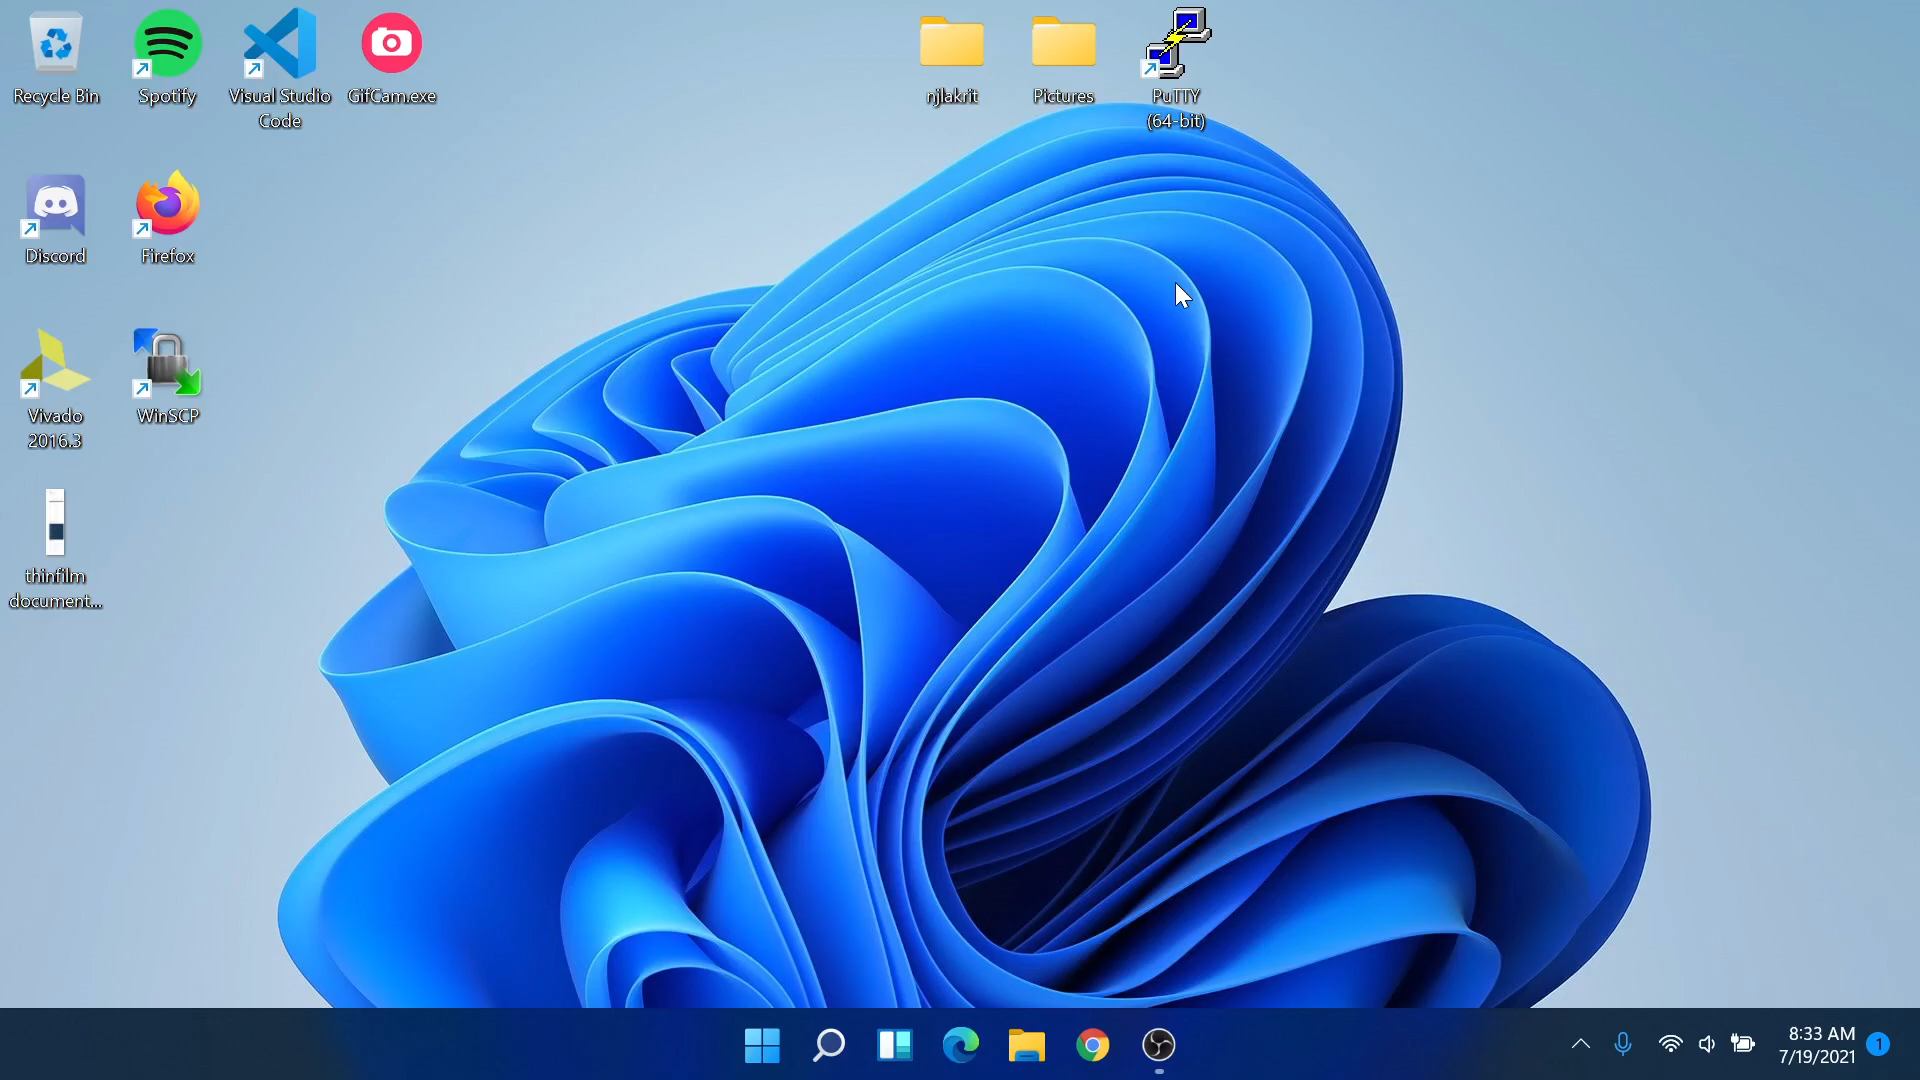 Recycle Bin
Spotify
Visual Studio
Code
GifCam.exe
njlakrit
Pictures
PuTTY
(64-bit)
Discord
Firefox
Vivado
2016.3
WinSCP
thinfilm
document...
8:33 AM
7/19/2021
1